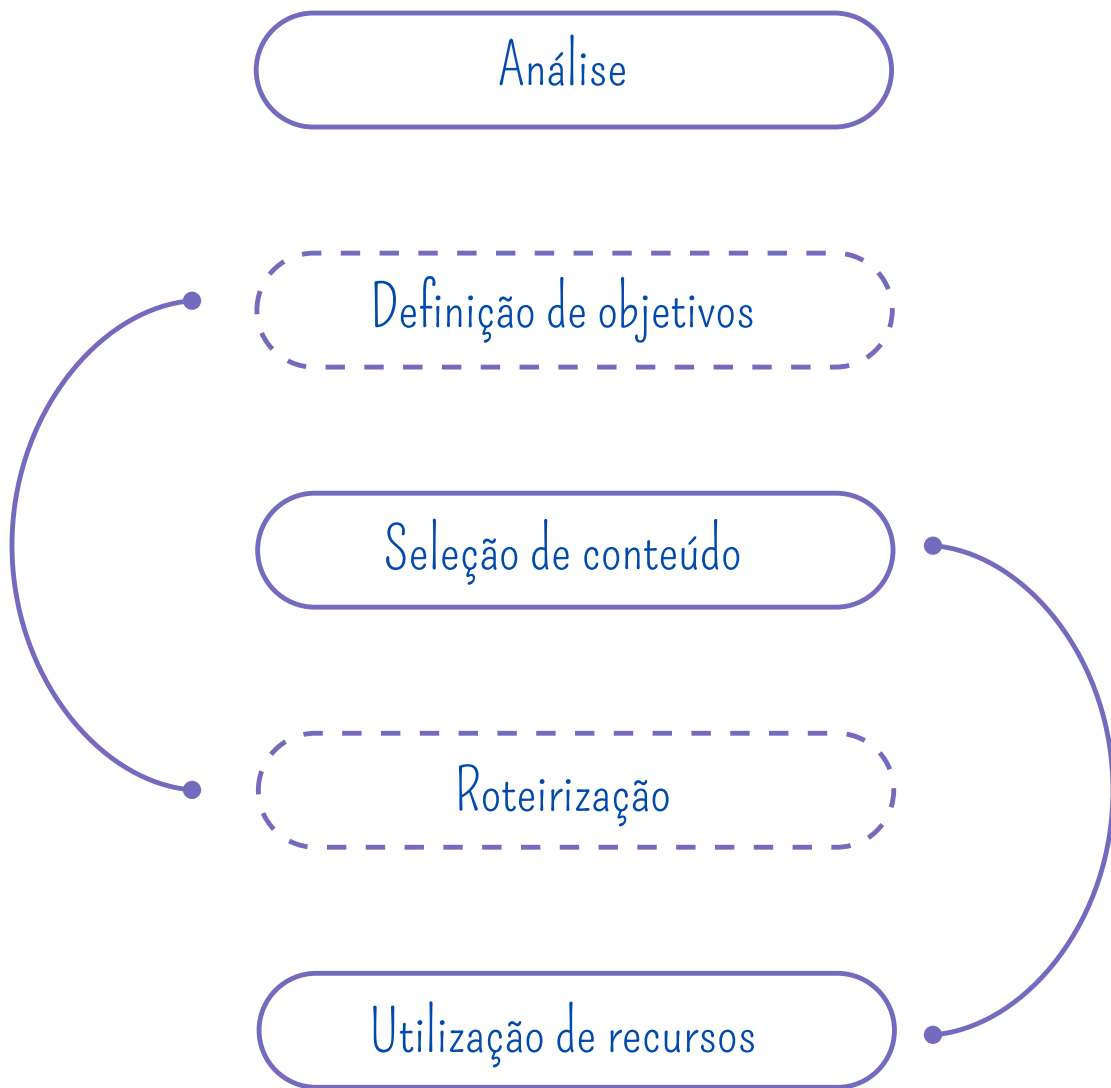 Análise
Definição de objetivos
Seleção de conteúdo
Roteirização
Utilização de recursos